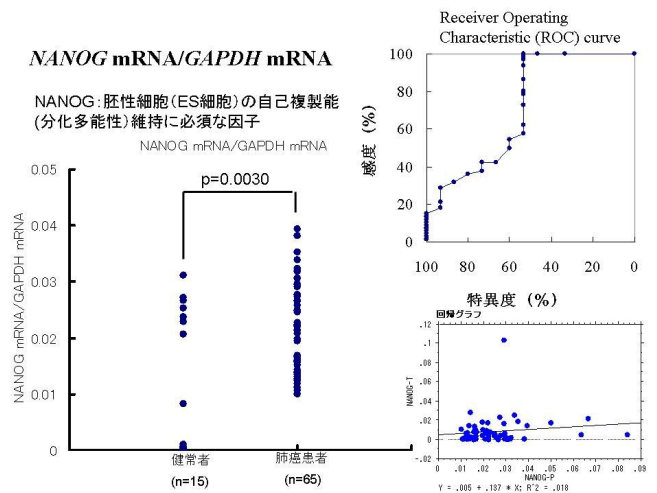 NANOG mRNA/GAPDH mRNA
NANOG:胚性細胞(ES細胞)の自己複製能
(分化多能性)維持に必須な因子
NANOG mRNA/GAPDH mRNA
p=0.0030
NANOG mRNA/GAPDH mRNA
0.05
0.04
0.03
0.02
0.01
0
健常者
肺癌患者
(n=15)
(n=65)
Receiver Operating
Characteristic (ROC) curve
感度 (%)
100
80
60
40
20
0
100 80 60 40 20 0
特異度 (%)
回帰グラフ
NANOG-T
.12
.1
.08
.06
.04
.02
0
-.02
0 .01 .02 .03 .04 .05 .06 .07 .08 .09
NANOG-P
Y = .005 + .137 * X; R^2 = .018